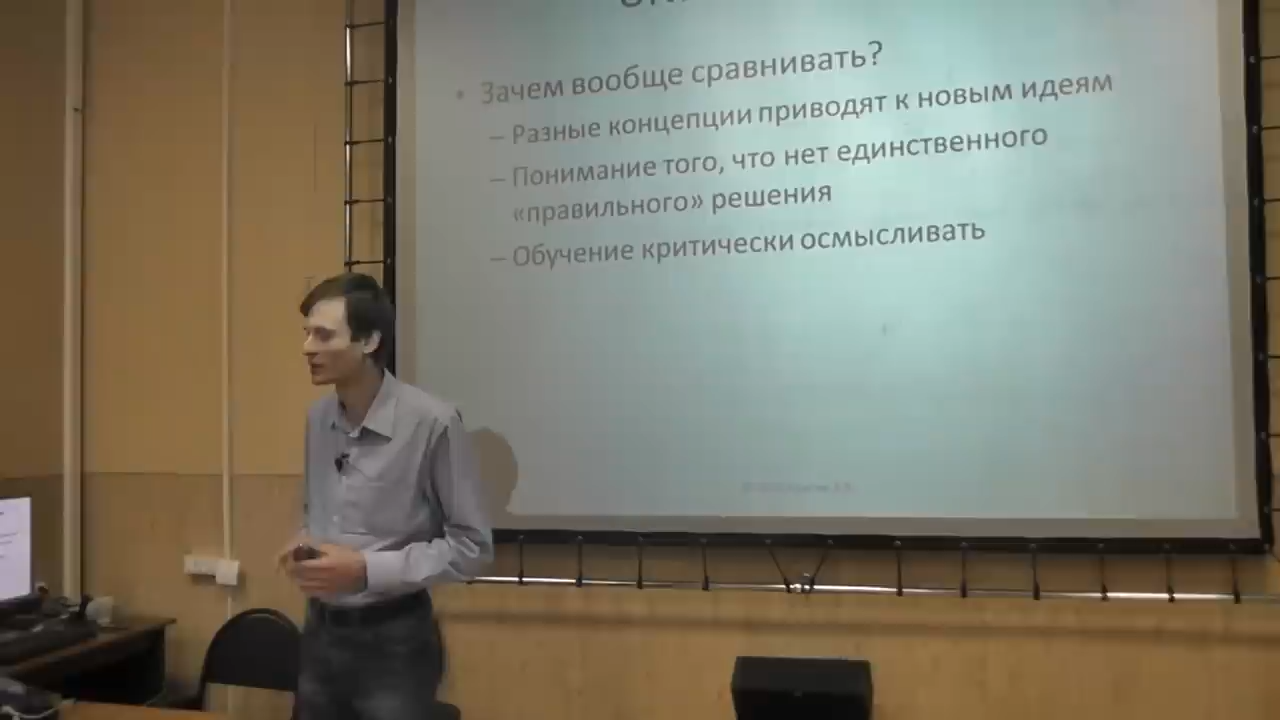 • Зачем вообще сравнивать?
– Разные концепции приводят к новым идеям
– Понимание того, что нет единственного
«правильного» решения
– Обучение критически осмысливать